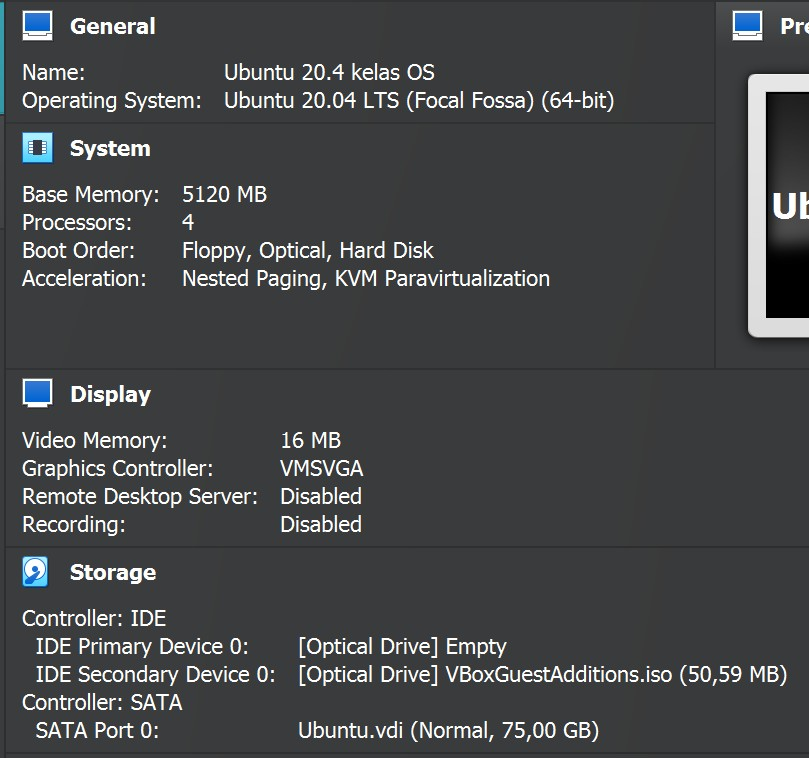 General
Name: Ubuntu 20.4 kelas OS
Operating System: Ubuntu 20.04 LTS (Focal Fossa) (64-bit)
System
Base Memory: 5120 MB
Processors: 4
Boot Order: Floppy, Optical, Hard Disk
Acceleration: Nested Paging, KVM Paravirtualization
Pre
Ub
Display
Video Memory: 16 MB
Graphics Controller: VMSVGA
Remote Desktop Server: Disabled
Recording: Disabled
Storage
Controller: IDE
IDE Primary Device 0: [Optical Drive] Empty
IDE Secondary Device 0: [Optical Drive] VBoxGuestAdditions.iso (50,59 MB)
Controller: SATA
SATA Port 0: Ubuntu.vdi (Normal, 75,00 GB)